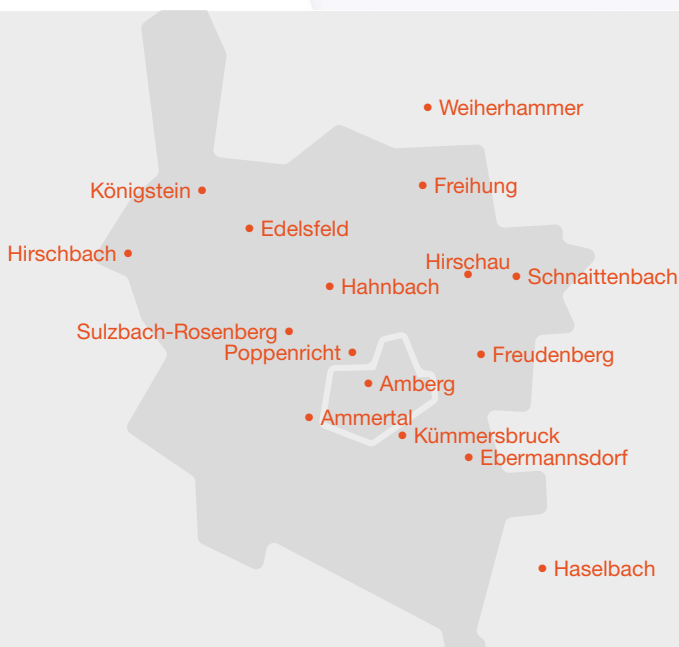 Weiherhammer
Königstein
Freihung
Edelsfeld
Hirschbach
Hirschau
Schnaittenbach
Hahnbach
Sulzbach-Rosenberg
Poppenricht
Freudenberg
Amberg
Ammertal
Kümmersbruck
Ebermannsdorf
Haselbach